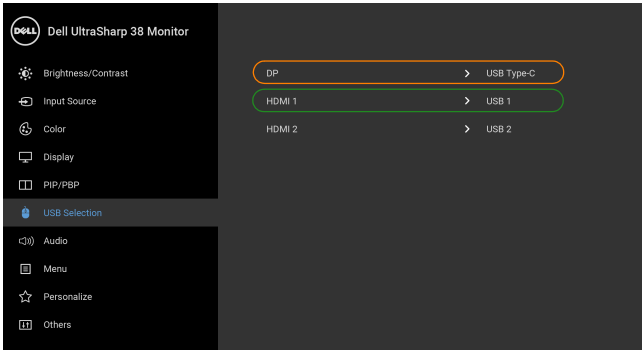 DELL Dell UltraSharp 38 Monitor
Brightness/Contrast
Input Source
Color
Display
PIP/PBP
USB Selection
Audio
Menu
Personalize
Others
DP > USB Type-C
HDMI 1 > USB 1
HDMI 2 > USB 2